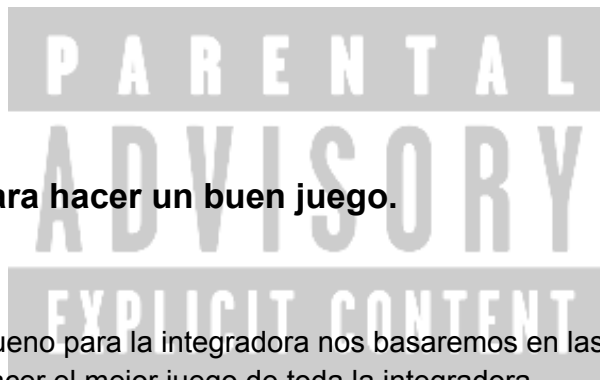 PARENTAL
ADVISORY
ara hacer un buen juego.
EXPLICIT CONTENT
ueno para la integradora nos basaremos en las
cer el mejor juego de toda la integradora